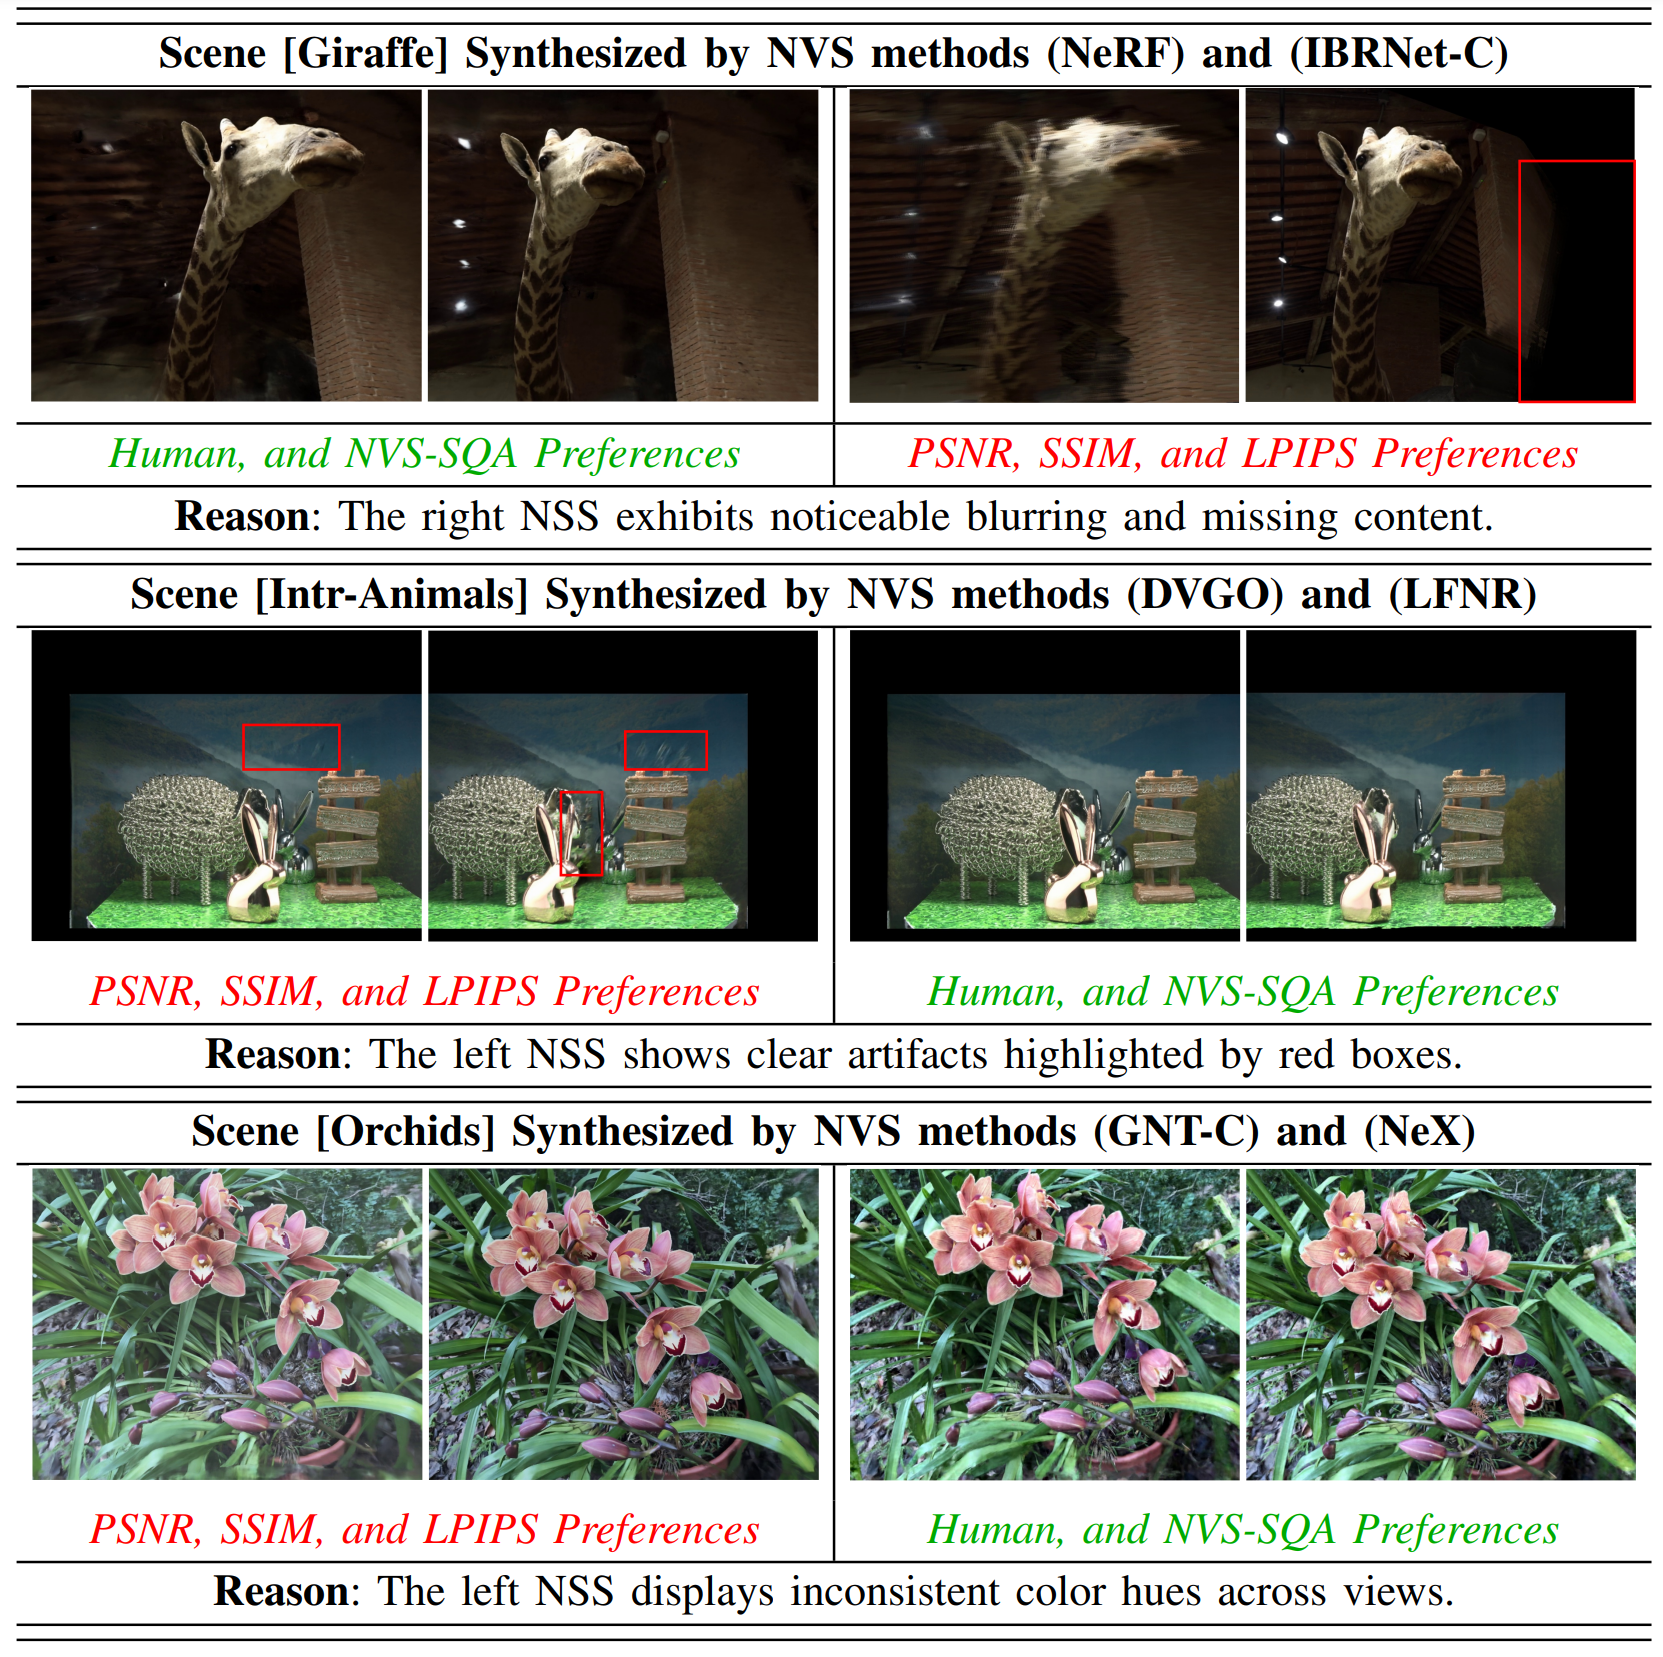 Scene [Giraffe] Synthesized by NVS methods (NeRF) and (IBRNet-C)
Human, and NVS-SQA Preferences
PSNR, SSIM, and LPIPS Preferences
Reason: The right NSS exhibits noticeable blurring and missing content.
Scene [Intr-Animals] Synthesized by NVS methods (DVGO) and (LFNR)
PSNR, SSIM, and LPIPS Preferences
Human, and NVS-SQA Preferences
Reason: The left NSS shows clear artifacts highlighted by red boxes.
Scene [Orchids] Synthesized by NVS methods (GNT-C) and (NeX)
PSNR, SSIM, and LPIPS Preferences
Human, and NVS-SQA Preferences
Reason: The left NSS displays inconsistent color hues across views.